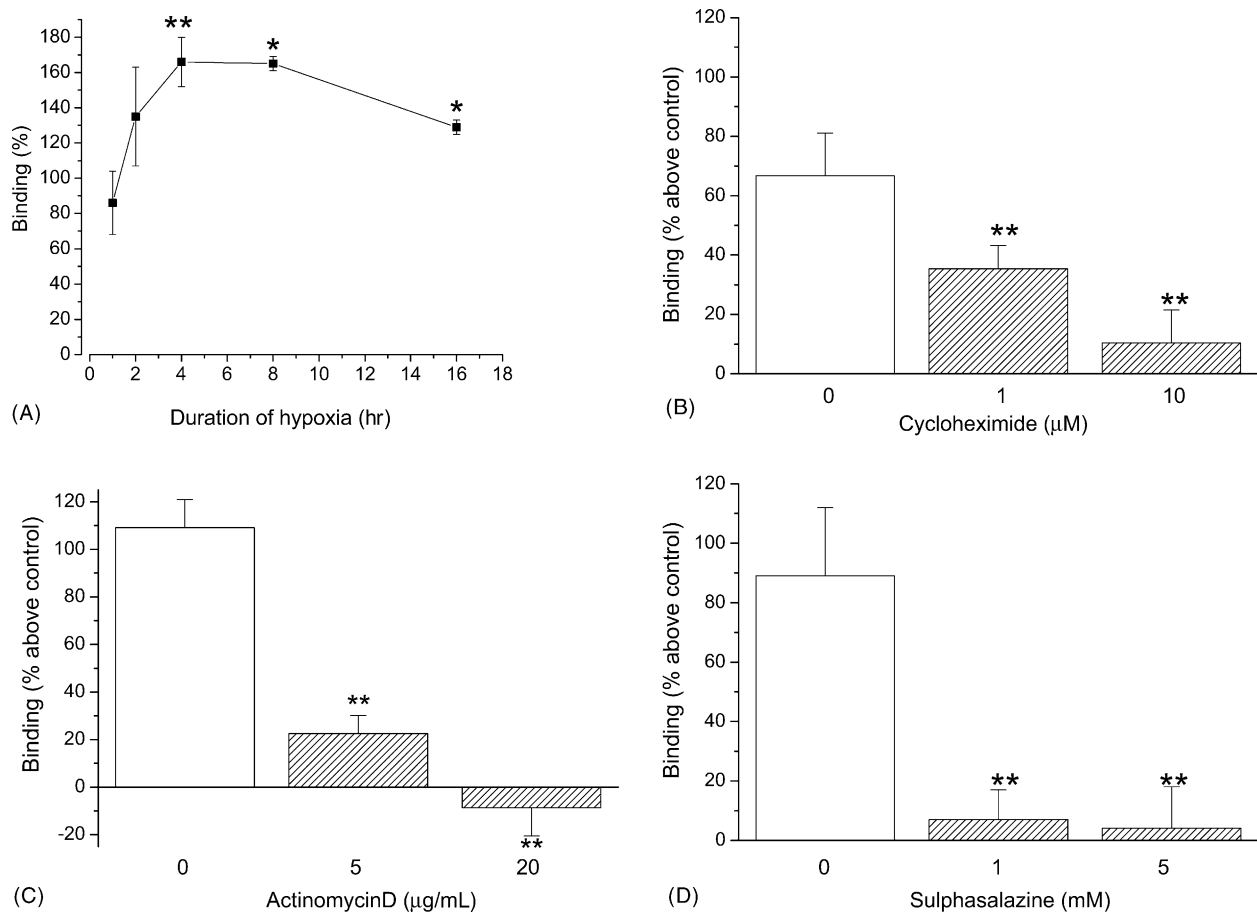 180
160
140
120
100
80
60
40
20
0
Binding (%)
**
*
*
0 2 4 6 8 10 12 14 16 18
(A)
Duration of hypoxia (hr)
120
100
80
60
40
20
0
Binding (% above control)
**
**
0 1 10
(B)
Cycloheximide (μM)
120
100
80
60
40
20
0
-20
Binding (% above control)
**
**
0 5 20
(C)
ActinomycinD (μg/mL)
120
100
80
60
40
20
0
Binding (% above control)
**
**
0 1 5
(D)
Sulphasalazine (mM)